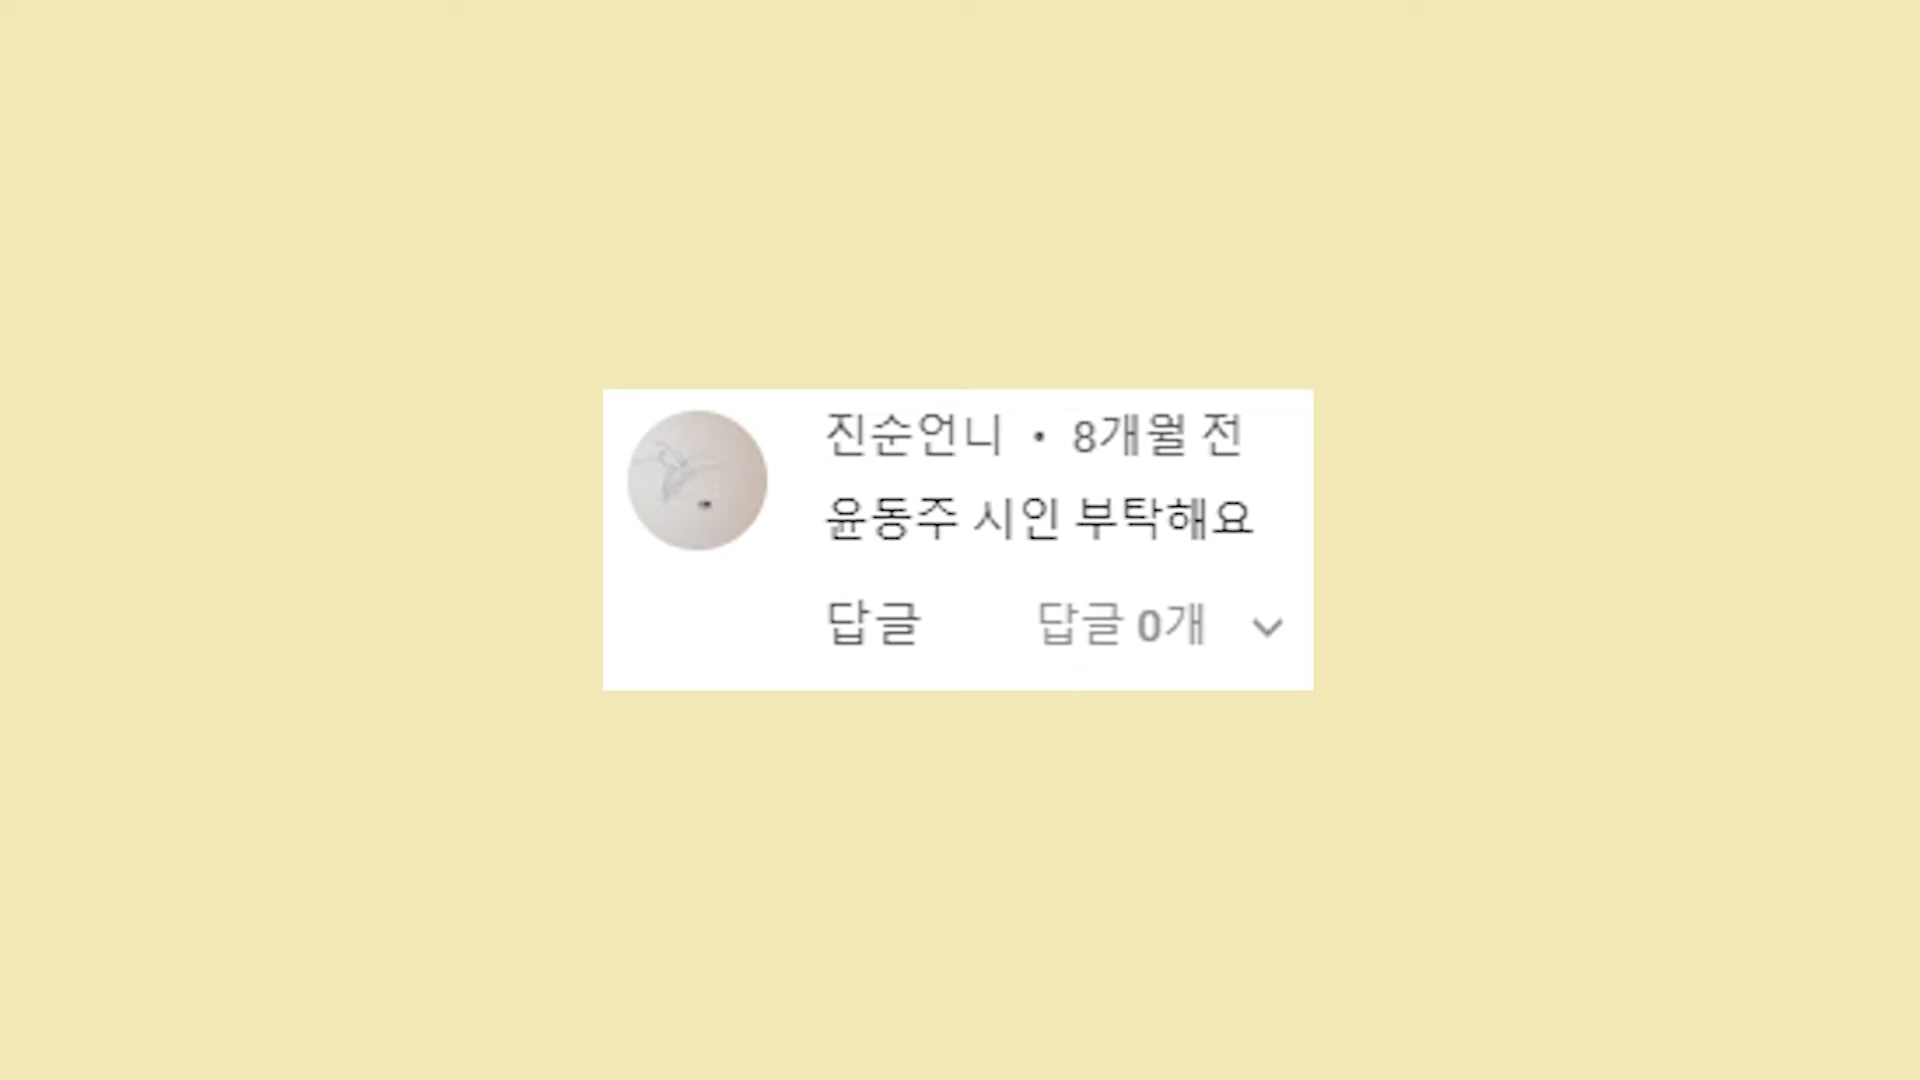 진순언니 • 8개월 전
윤동주 시인 부탁해요
답글 답글 0개